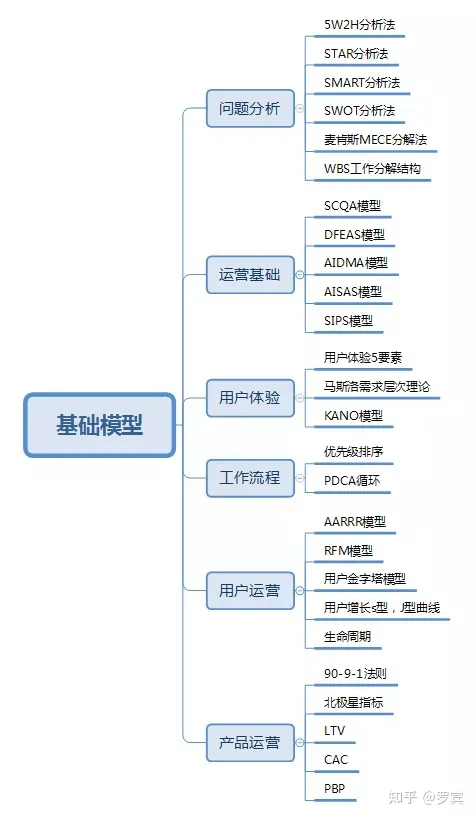 基础模型
问题分析
5W2H分析法
STAR分析法
SMART分析法
SWOT分析法
麦肯斯MECE分解法
WBS工作分解结构
运营基础
SCQA模型
DFEAS模型
AIDMA模型
AISAS模型
SIPS模型
用户体验
用户体验5要素
马斯洛需求层次理论
KANO模型
工作流程
优先级排序
PDCA循环
用户运营
AARRR模型
RFM模型
用户金字塔模型
用户增长s型，J型曲线
生命周期
产品运营
90-9-1法则
北极星指标
LTV
CAC
PBP
知乎 @罗宾